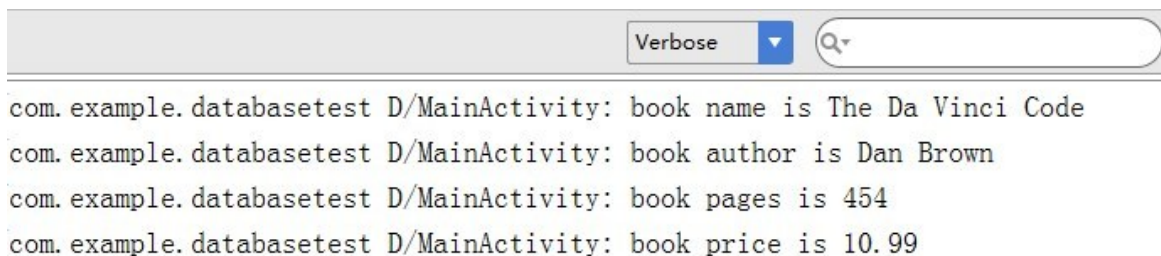 Verbose
com.example.databasetest D/MainActivity: book name is The Da Vinci Code
com.example.databasetest D/MainActivity: book author is Dan Brown
com.example.databasetest D/MainActivity: book pages is 454
com.example.databasetest D/MainActivity: book price is 10.99